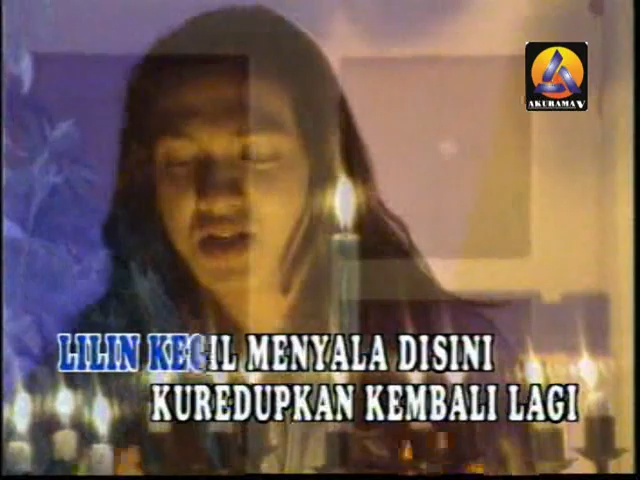 AKURAMA V
LILIN KECIL MENYALA DISINI
KUREDUPKAN KEMBALI LAGI